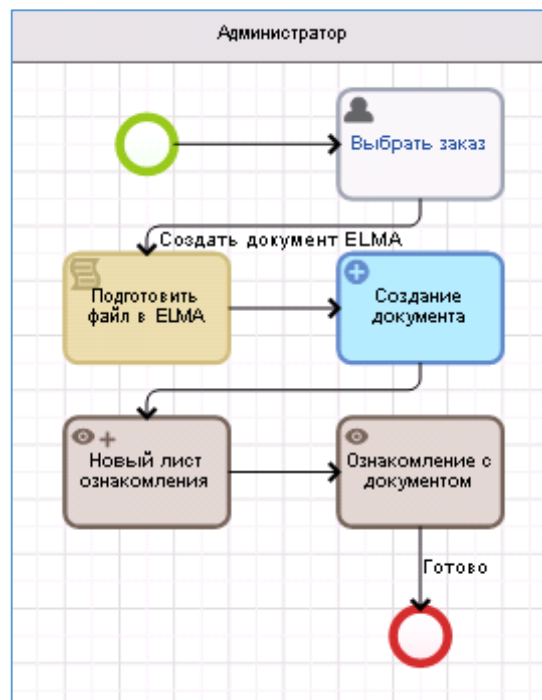 Администратор
Выбрать заказ
Создать документ ELMA
Подготовить
файл в ELMA
Создание
документа
Новый лист
ознакомления
Ознакомление с
документом
Готово